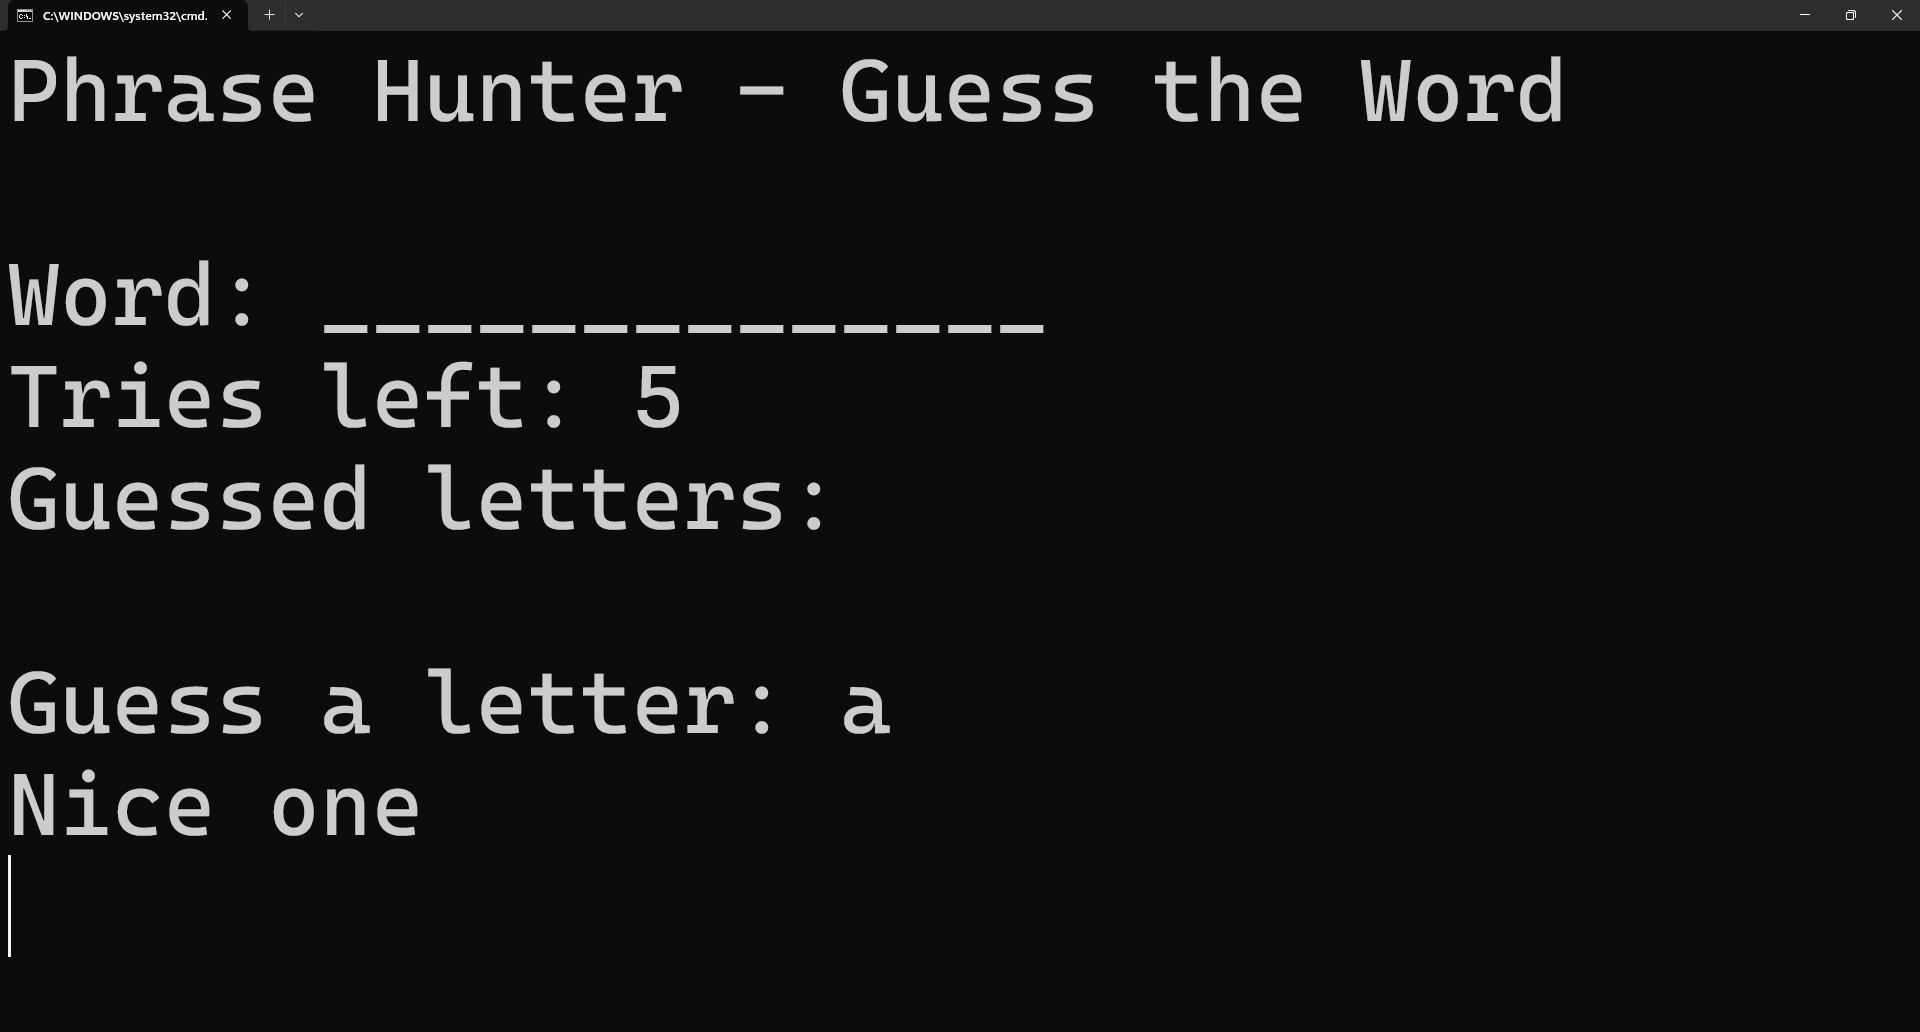 C:\WINDOWS\system32\cmd.
Phrase Hunter - Guess the Word
Word: ______________
Tries left: 5
Guessed letters:
Guess a letter: a
Nice one